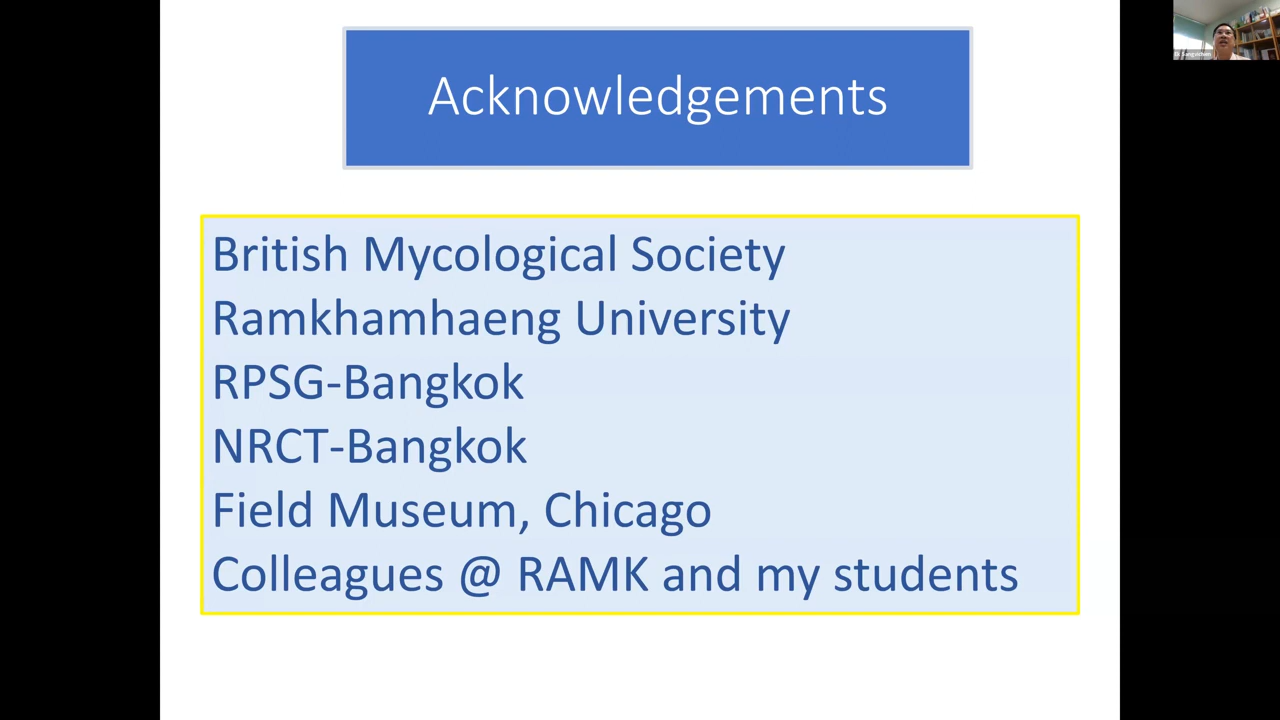 Acknowledgements
British Mycological Society
Ramkhamhaeng University
RPSG-Bangkok
NRCT-Bangkok
Field Museum, Chicago
Colleagues @ RAMK and my students